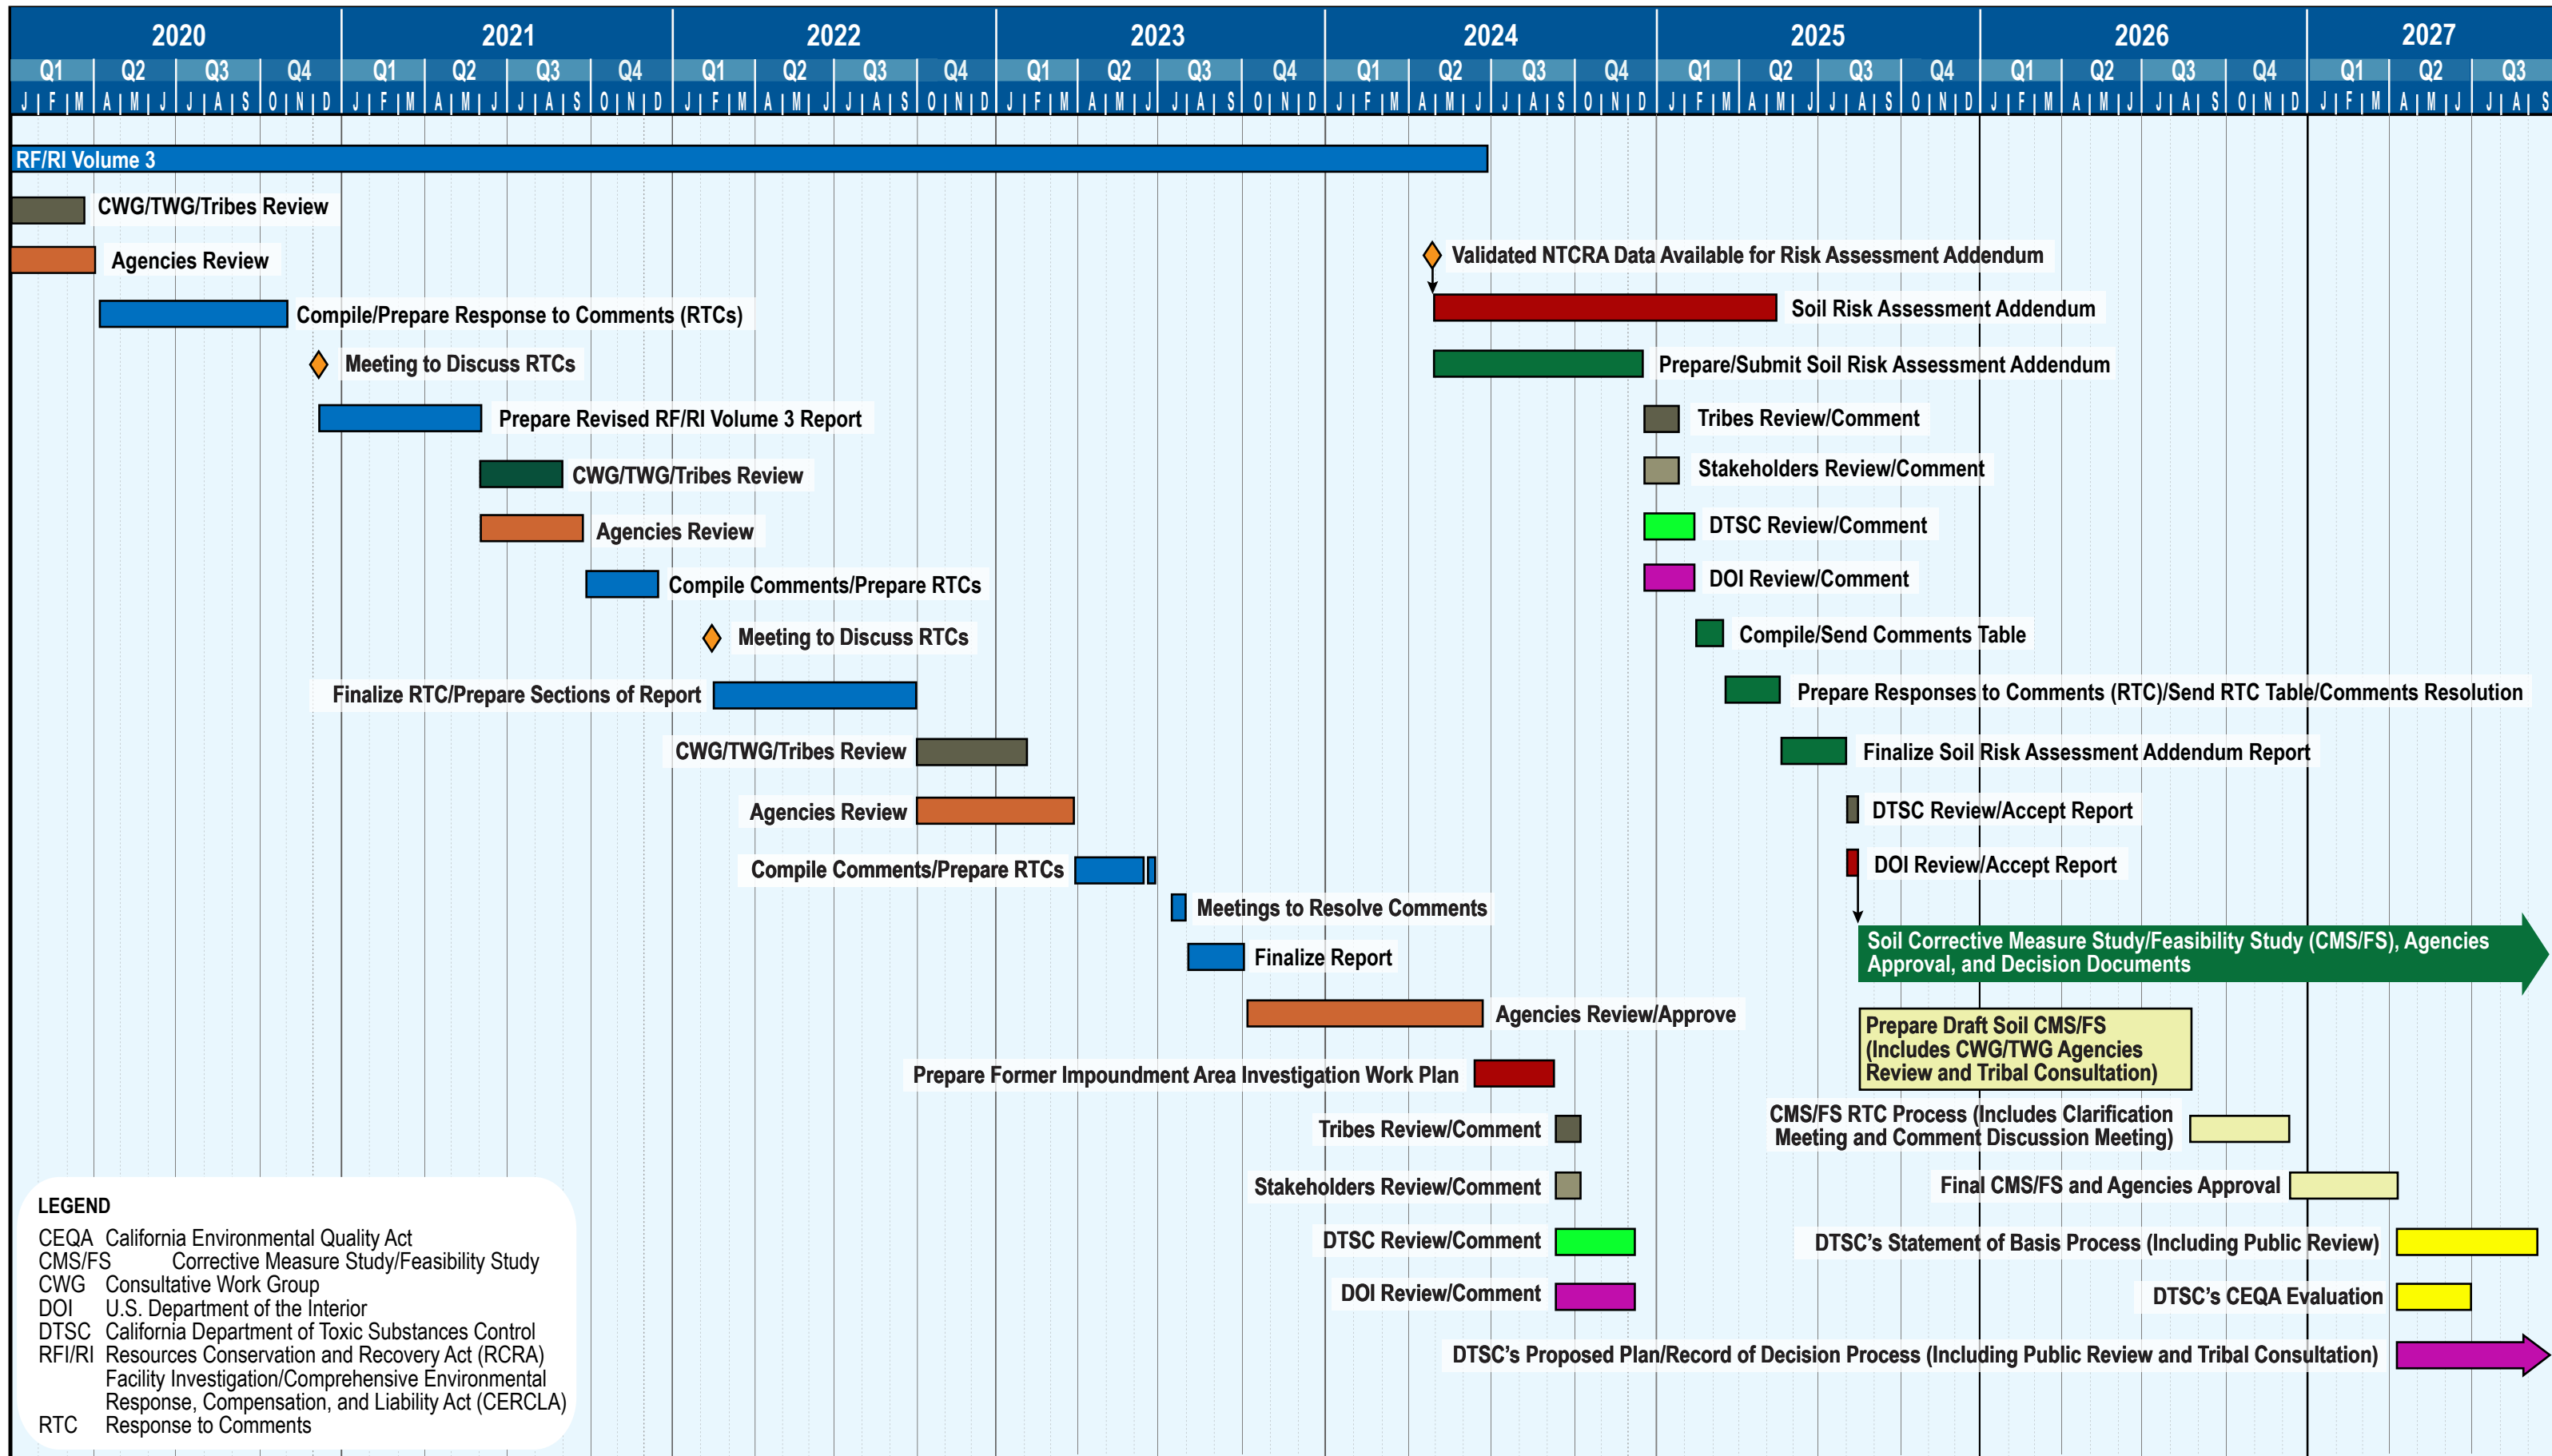 2020 2021 2022 2023 2024 2025 2026 2027
Q1 Q2 Q3 Q4 Q1 Q2 Q3 Q4 Q1 Q2 Q3 Q4 Q1 Q2 Q3 Q4 Q1 Q2 Q3 Q4 Q1 Q2 Q3 Q4 Q1 Q2 Q3 Q4 Q1 Q2 Q3
J F M A M J J A S O N D J F M A M J J A S O N D J F M A M J J A S O N D J F M A M J J A S O N D J F M A M J J A S O N D J F M A M J J A S O N D J F M A M J J A S O N D J F M A M J J A S
RF/RI Volume 3
CWG/TWG/Tribes Review
Agencies Review
Compile/Prepare Response to Comments (RTCs)
Meeting to Discuss RTCs
Prepare Revised RF/RI Volume 3 Report
CWG/TWG/Tribes Review
Agencies Review
Compile Comments/Prepare RTCs
Meeting to Discuss RTCs
Finalize RTC/Prepare Sections of Report
CWG/TWG/Tribes Review
Agencies Review
Compile Comments/Prepare RTCs
Meetings to Resolve Comments
Finalize Report
Agencies Review/Approve
Prepare Former Impoundment Area Investigation Work Plan
Tribes Review/Comment
Stakeholders Review/Comment
DTSC Review/Comment
DOI Review/Comment
Validated NTCRA Data Available for Risk Assessment Addendum
Soil Risk Assessment Addendum
Prepare/Submit Soil Risk Assessment Addendum
Tribes Review/Comment
Stakeholders Review/Comment
DTSC Review/Comment
DOI Review/Comment
Compile/Send Comments Table
Prepare Responses to Comments (RTC)/Send RTC Table/Comments Resolution
Finalize Soil Risk Assessment Addendum Report
DTSC Review/Accept Report
DOI Review/Accept Report
Soil Corrective Measure Study/Feasibility Study (CMS/FS), Agencies
Approval, and Decision Documents
Prepare Draft Soil CMS/FS
(Includes CWG/TWG Agencies
Review and Tribal Consultation)
CMS/FS RTC Process (Includes Clarification
Meeting and Comment Discussion Meeting)
Final CMS/FS and Agencies Approval
DTSC's Statement of Basis Process (Including Public Review)
DTSC's CEQA Evaluation
DTSC's Proposed Plan/Record of Decision Process (Including Public Review and Tribal Consultation)
LEGEND
CEQA California Environmental Quality Act
CMS/FS Corrective Measure Study/Feasibility Study
CWG Consultative Work Group
DOI U.S. Department of the Interior
DTSC California Department of Toxic Substances Control
RFI/RI Resources Conservation and Recovery Act (RCRA)
Facility Investigation/Comprehensive Environmental
Response, Compensation, and Liability Act (CERCLA)
RTC Response to Comments